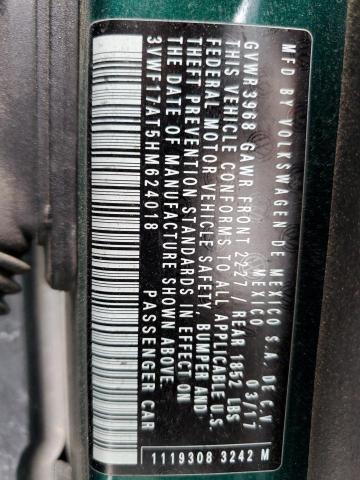 MFD BY VOLKSWAGEN DE MEXICO S.A. DE C.V.
MEXICO 03/17
GVWR3968 GAWR FRONT 2227 / REAR 1852 LBS
THIS VEHICLE CONFORMS TO ALL APPLICABLE U.S.
FEDERAL MOTOR VEHICLE SAFETY, BUMPER AND
THEFT PREVENTION STANDARDS IN EFFECT ON
THE DATE OF MANUFACTURE SHOWN ABOVE.
3VWF17AT5HM624018 PASSENGER CAR
1119308 3242 M